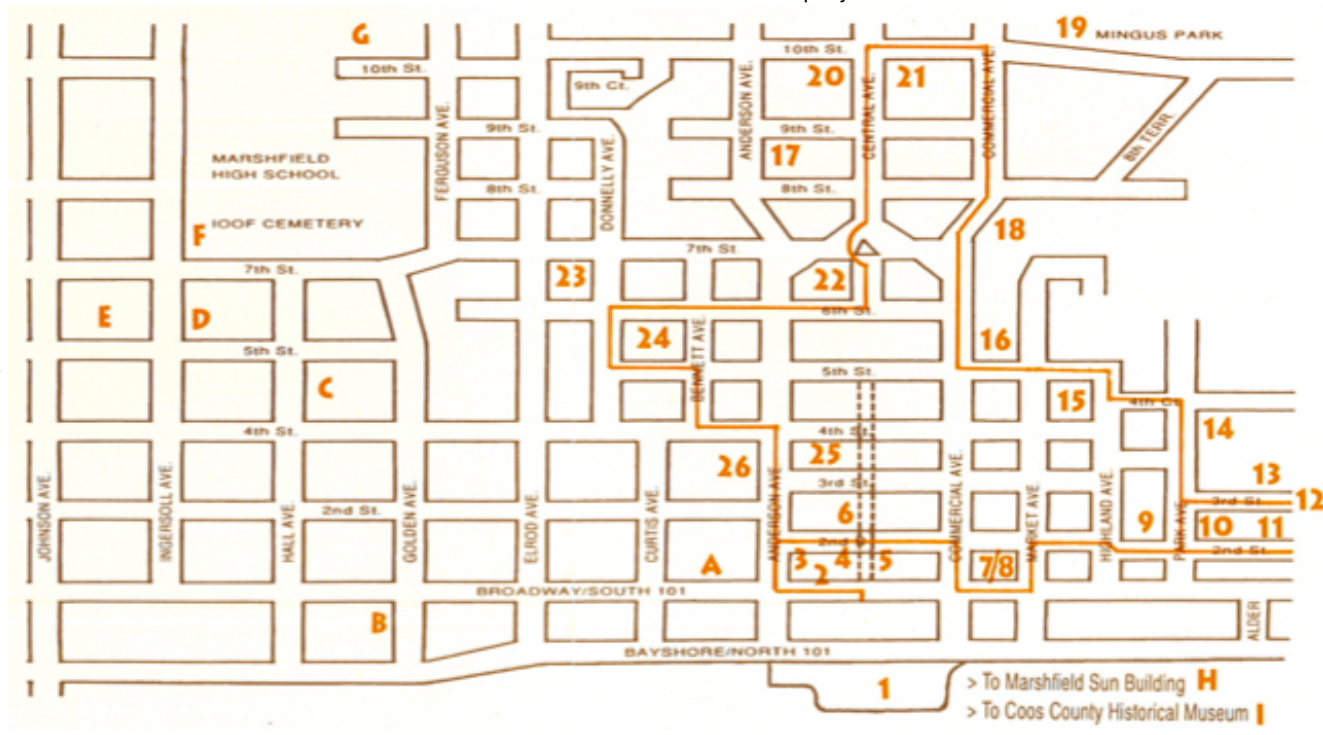 G
19 MINGUS PARK
10th St.
10th St.
20
21
9th Ct.
ANDERSON AVE.
CENTRAL AVE.
COMMERCIAL AVE.
FERGUSON AVE.
9th St.
9th St.
8th TERR.
DONNELLY AVE.
MARSHFIELD
HIGH SCHOOL
17
8th St.
8th St.
F
IOOF CEMETERY
18
7th St.
7th St.
23
22
E
D
6th St.
24
16
BENNETT AVE.
5th St.
5th St.
C
15
4th Ct.
14
4th St.
4th St.
25
26
13
JOHNSON AVE.
INGERSOLL AVE.
HALL AVE.
GOLDEN AVE.
ELROD AVE.
CURTIS AVE.
ANDERSON AVE.
COMMERCIAL AVE.
MARKET AVE.
HIGHLAND AVE.
PARK AVE.
3rd St.
3rd St.
12
2nd St.
6
9
10
11
2nd
2nd St.
A
3
4
5
2
7/8
BROADWAY/SOUTH 101
B
ALDER
BAYSHORE/NORTH 101
1
> To Marshfield Sun Building H
> To Coos County Historical Museum I